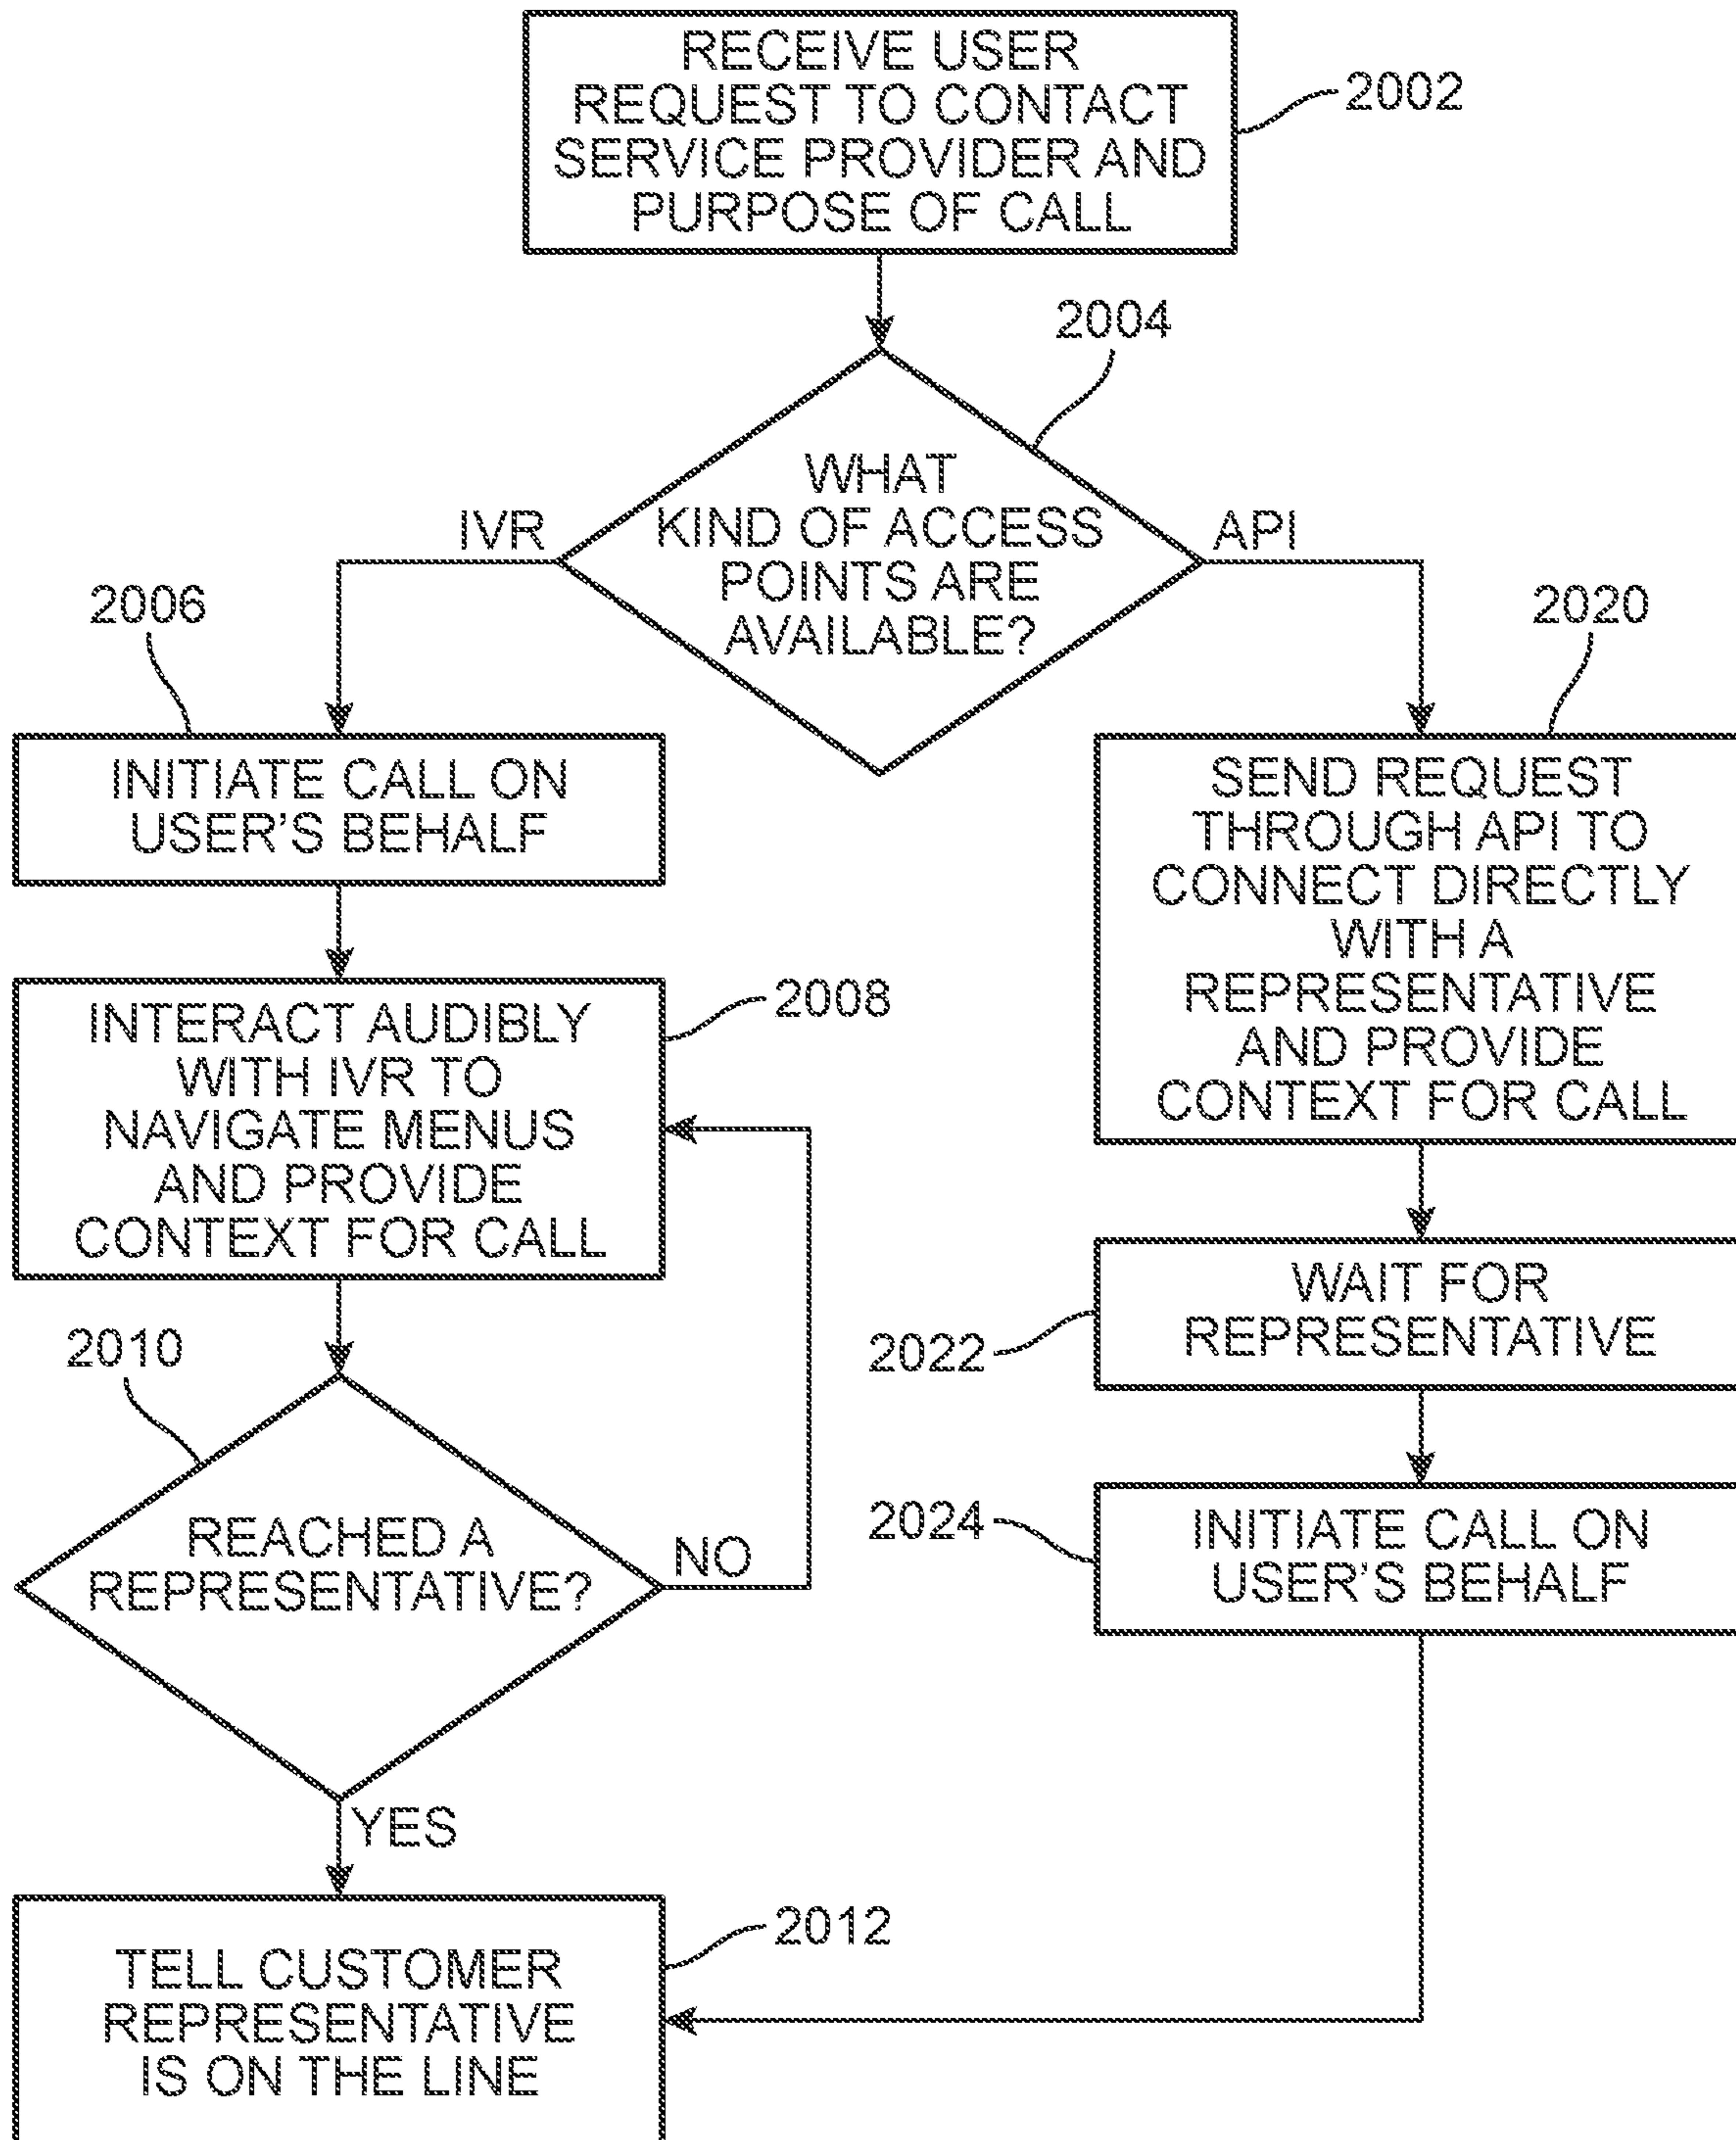 RECEIVE USER
REQUEST TO CONTACT
SERVICE PROVIDER AND
PURPOSE OF CALL
2002
2004
WHAT
KIND OF ACCESS
POINTS ARE
AVAILABLE?
IVR
API
2006
INITIATE CALL ON
USER'S BEHALF
2008
INTERACT AUDIBLY
WITH IVR TO
NAVIGATE MENUS
AND PROVIDE
CONTEXT FOR CALL
2010
REACHED A
REPRESENTATIVE?
NO
YES
2012
TELL CUSTOMER
REPRESENTATIVE
IS ON THE LINE
2020
SEND REQUEST
THROUGH API TO
CONNECT DIRECTLY
WITH A
REPRESENTATIVE
AND PROVIDE
CONTEXT FOR CALL
2022
WAIT FOR
REPRESENTATIVE
2024
INITIATE CALL ON
USER'S BEHALF